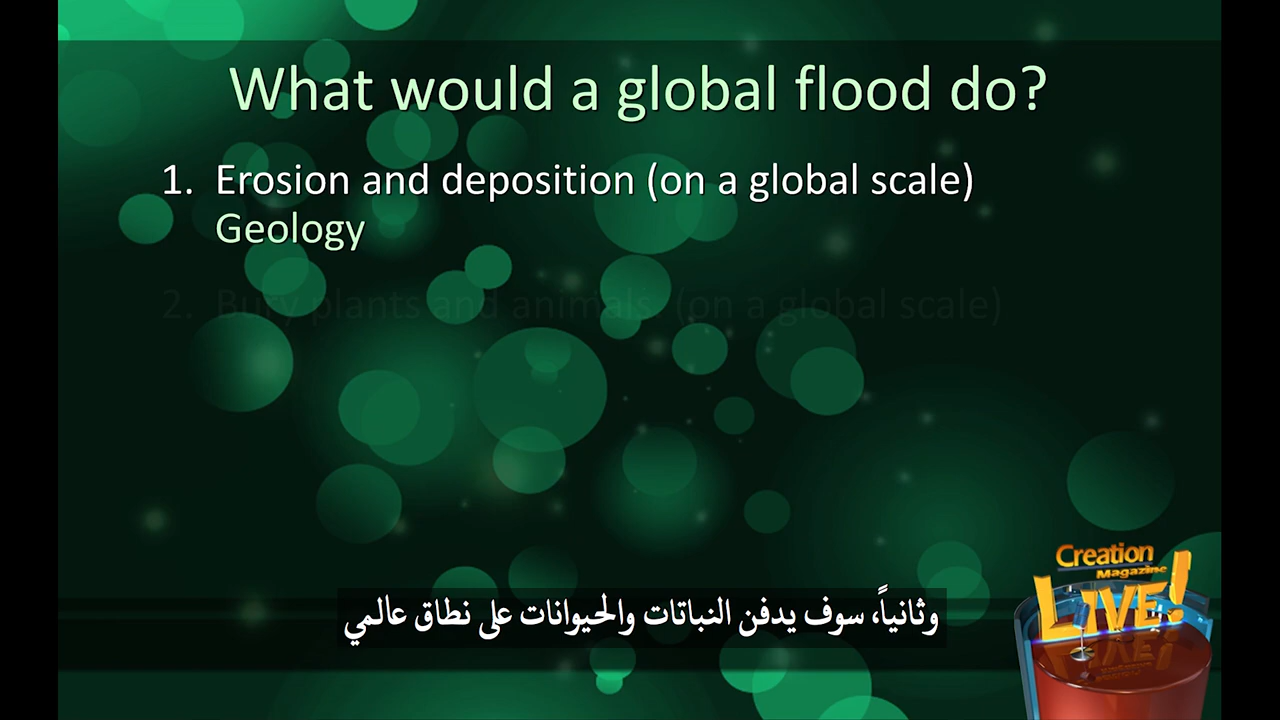 What would a global flood do?
1. Erosion and deposition (on a global scale)
Geology
2. Bury plants and animals (on a global scale)
وثانياً، سوف يدفن النباتات والحيوانات على نطاق عالمي
Creation
Magazine
LIVE!